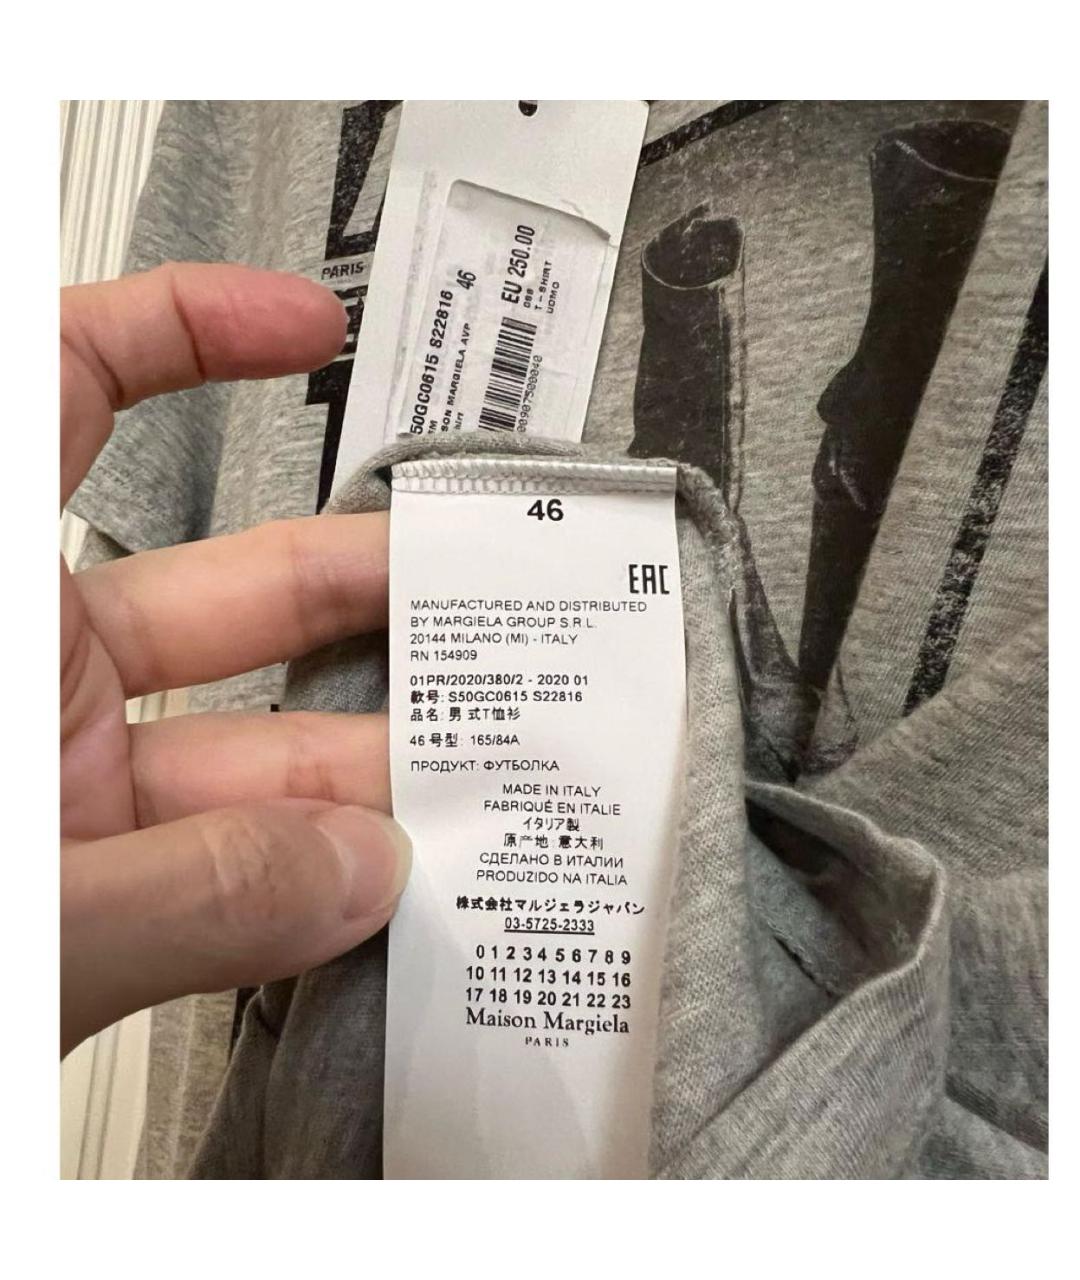 PARIS
50GC0615 S22816
SON MARGIELA AVP 46
EU 250.00
T-SHIRT
UOMO
46
EAC
MANUFACTURED AND DISTRIBUTED
BY MARGIELA GROUP S.R.L.
20144 MILANO (MI) - ITALY
RN 154909
01PR/2020/380/2 - 2020 01
款号: S50GC0615 S22816
品名: 男式T恤衫
46 号型: 165/84A
ПРОДУКТ: ФУТБОЛКА
MADE IN ITALY
FABRIQUÉ EN ITALIE
イタリア製
原产地: 意大利
СДЕЛАНО В ИТАЛИИ
PRODUZIDO NA ITALIA
株式会社マルジェラジャパン
03-5725-2333
0 1 2 3 4 5 6 7 8 9
10 11 12 13 14 15 16
17 18 19 20 21 22 23
Maison Margiela
PARIS